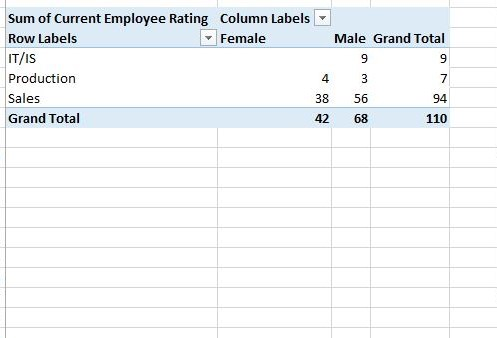 Sum of Current Employee Rating Column Labels
Row Labels Female Male Grand Total
IT/IS 9 9
Production 4 3 7
Sales 38 56 94
Grand Total 42 68 110